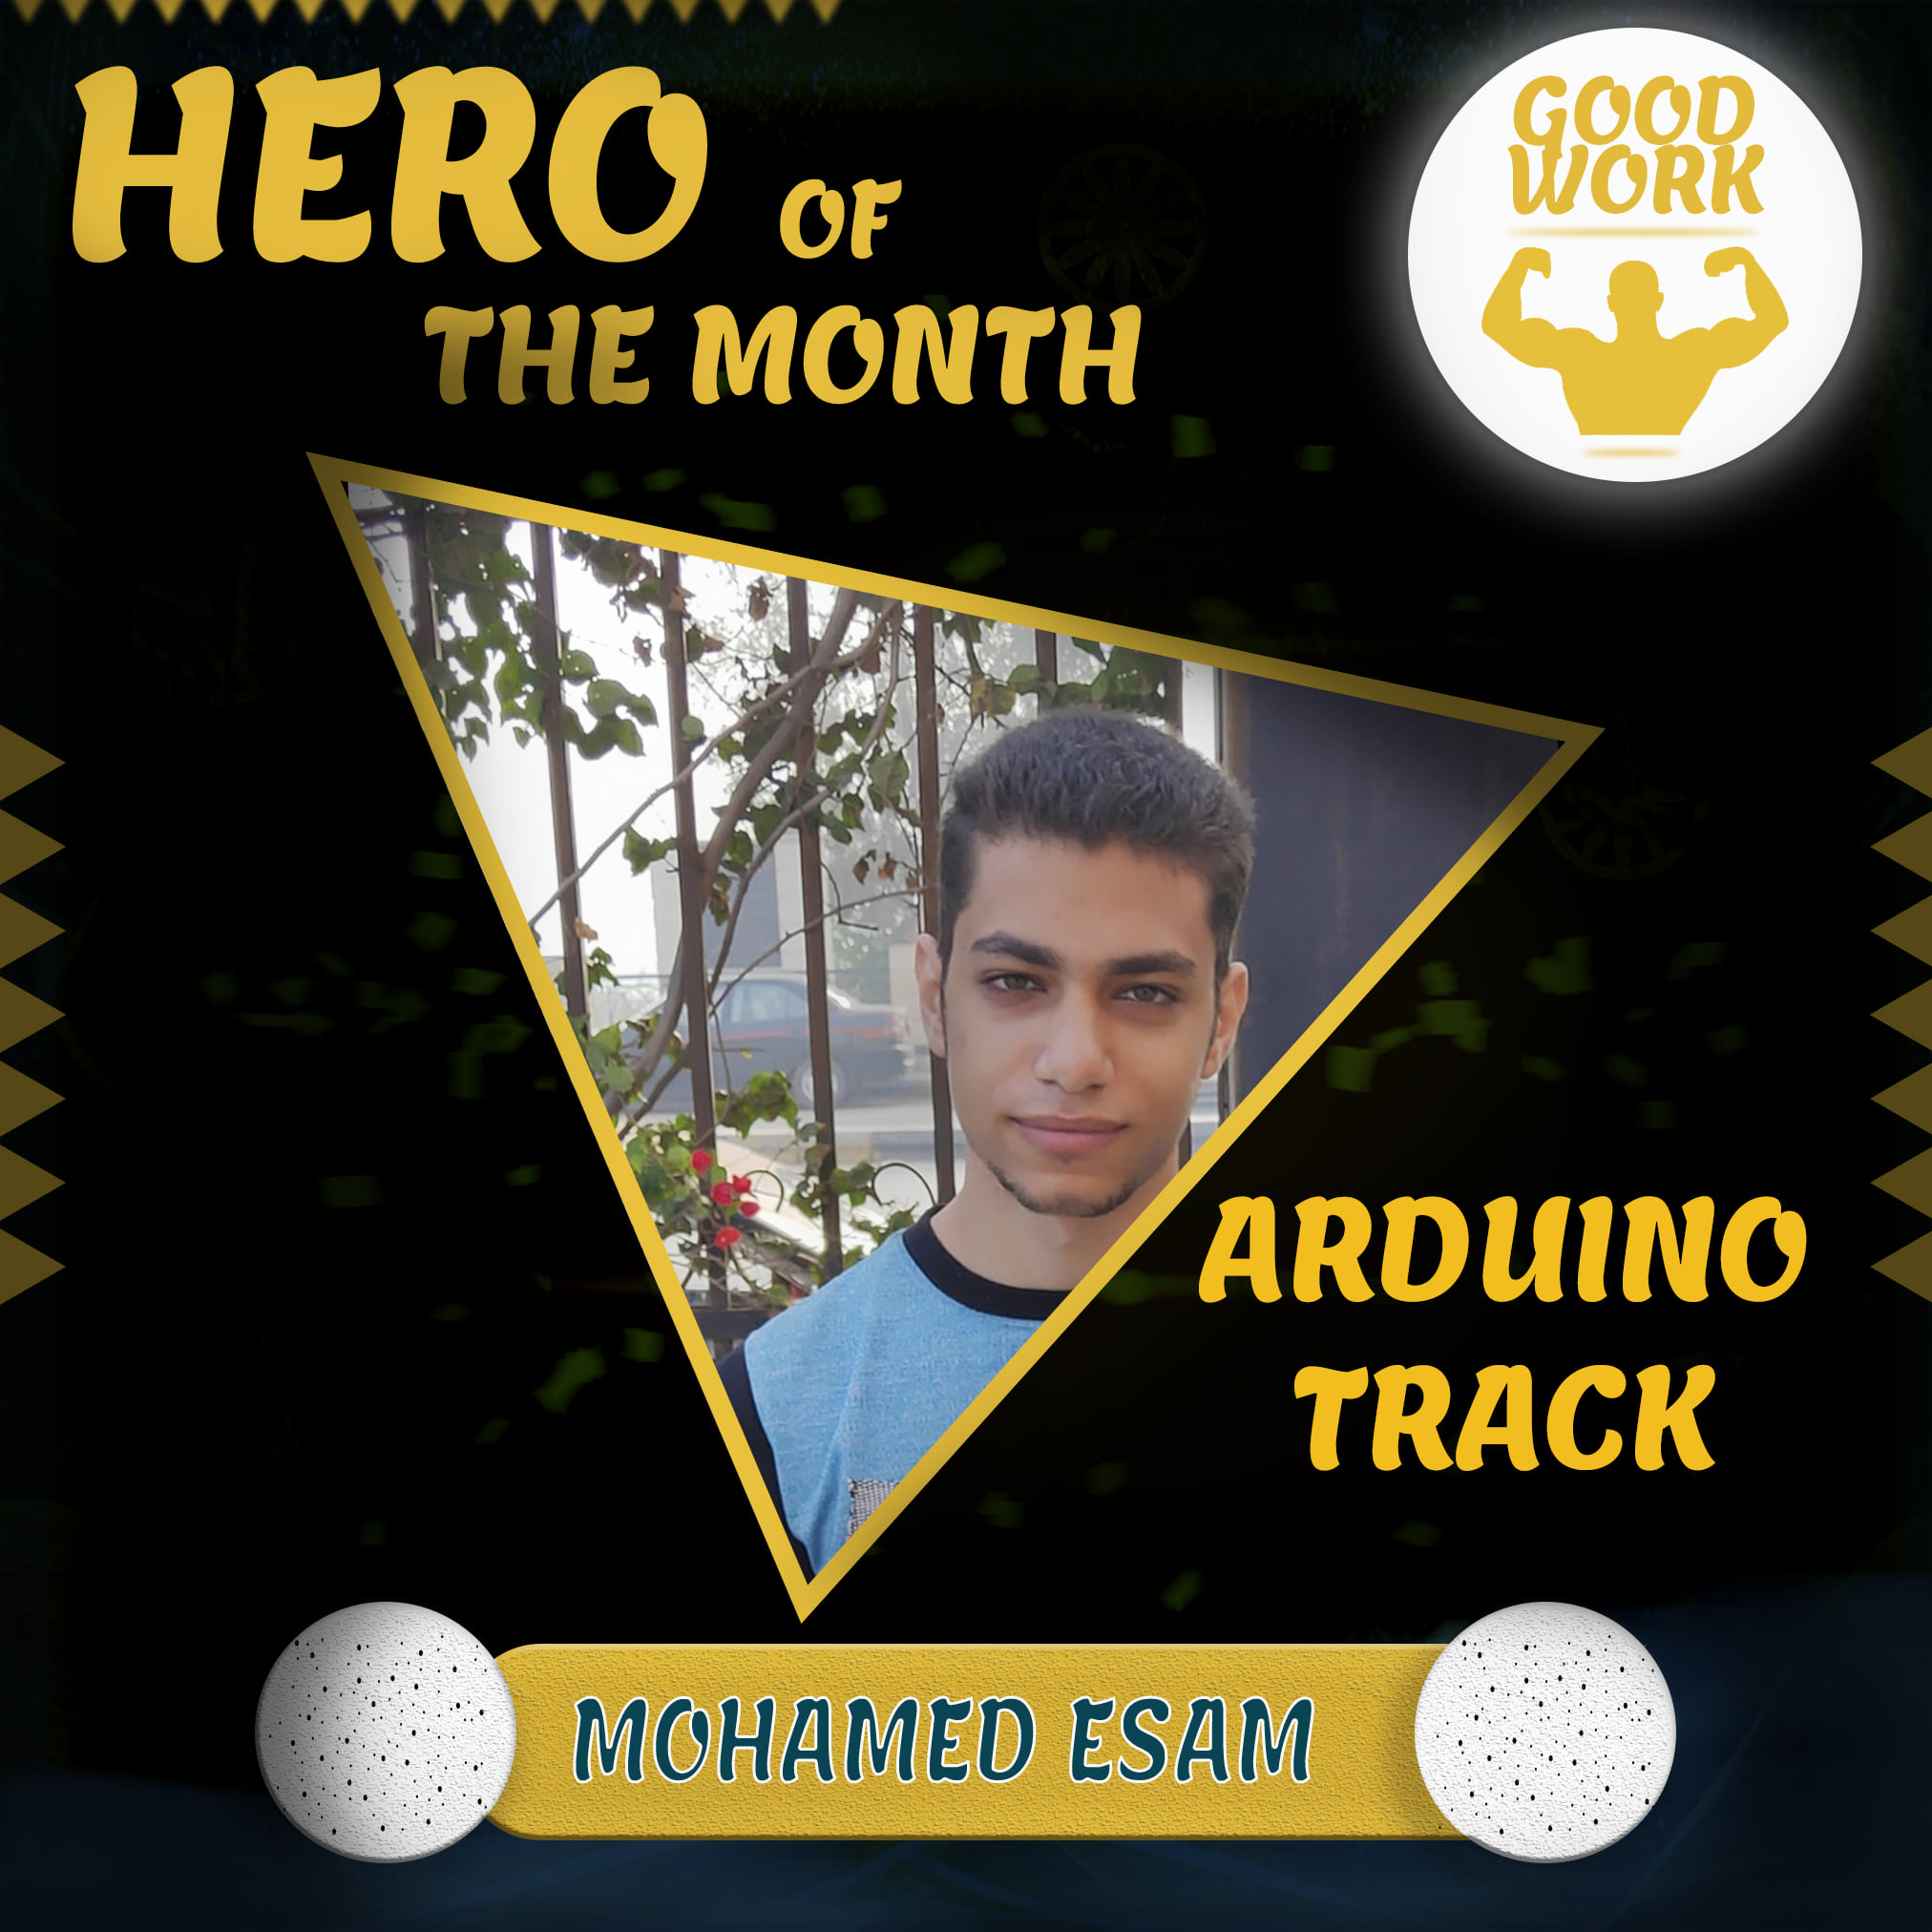 HERO OF
THE MONTH
GOOD
WORK
ARDUINO
TRACK
MOHAMED ESAM